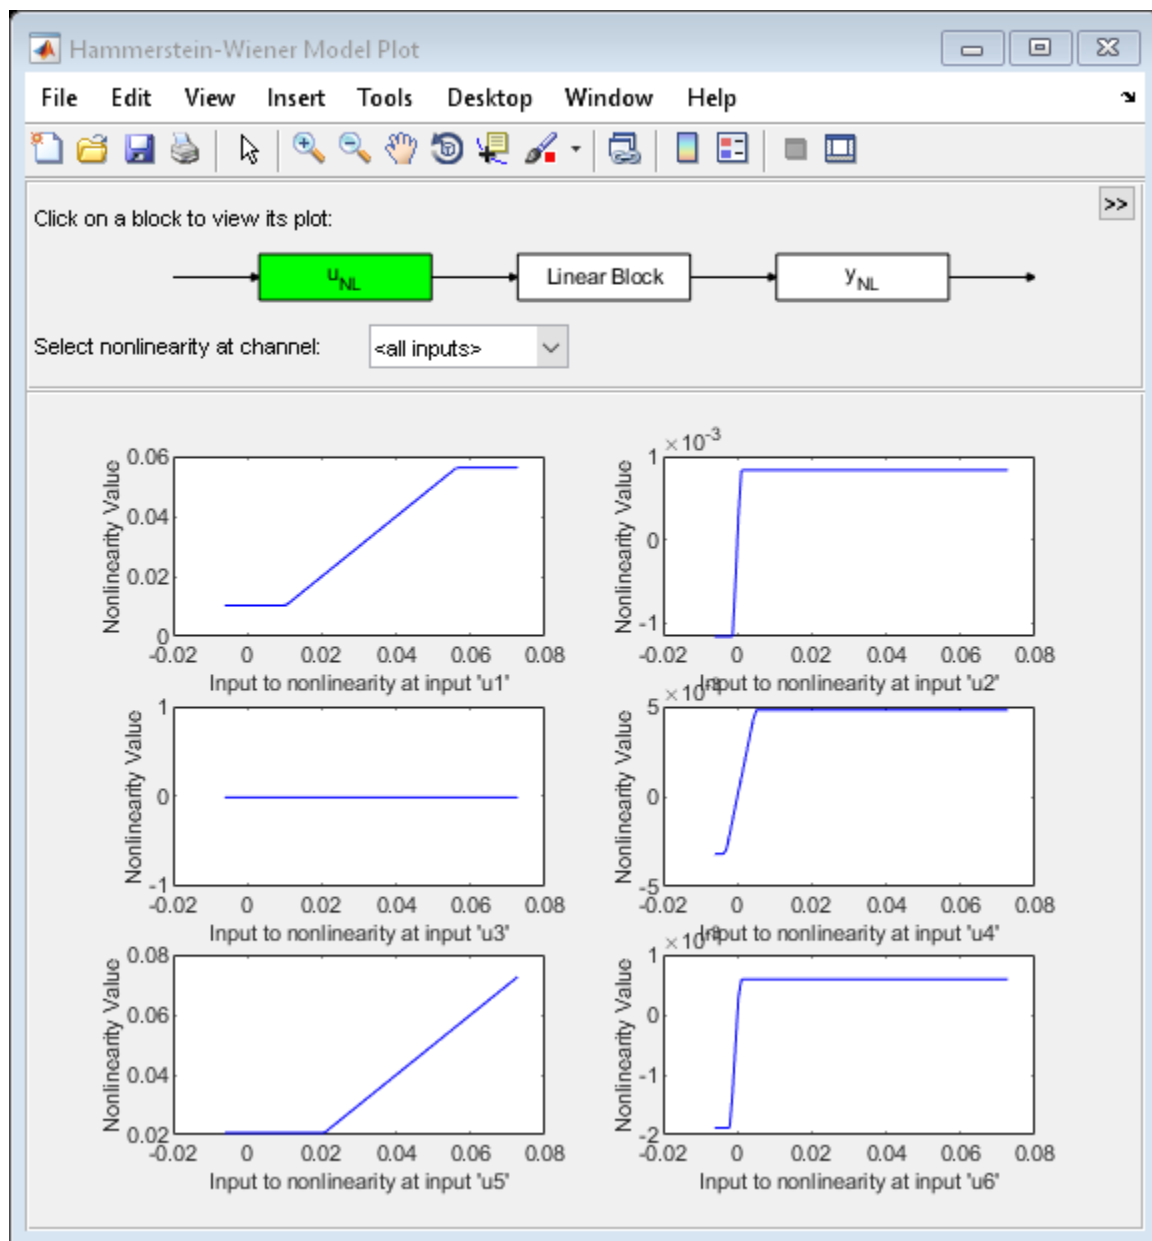 Hammerstein-Wiener Model Plot
File Edit View Insert Tools Desktop Window Help
Click on a block to view its plot:
>>
uNL Linear Block yNL
Select nonlinearity at channel: <all inputs>
0.06
0.04
0.02
0
Nonlinearity Value
-0.02 0 0.02 0.04 0.06 0.08
Input to nonlinearity at input 'u1'
×10-3
1
0
-1
Nonlinearity Value
-0.02 0 0.02 0.04 0.06 0.08
Input to nonlinearity at input 'u2'
1
0
-1
Nonlinearity Value
-0.02 0 0.02 0.04 0.06 0.08
Input to nonlinearity at input 'u3'
5
0
-5
Nonlinearity Value
-0.02 0 0.02 0.04 0.06 0.08
Input to nonlinearity at input 'u4'
0.08
0.06
0.04
0.02
Nonlinearity Value
-0.02 0 0.02 0.04 0.06 0.08
Input to nonlinearity at input 'u5'
1
0
-1
-2
Nonlinearity Value
-0.02 0 0.02 0.04 0.06 0.08
Input to nonlinearity at input 'u6'